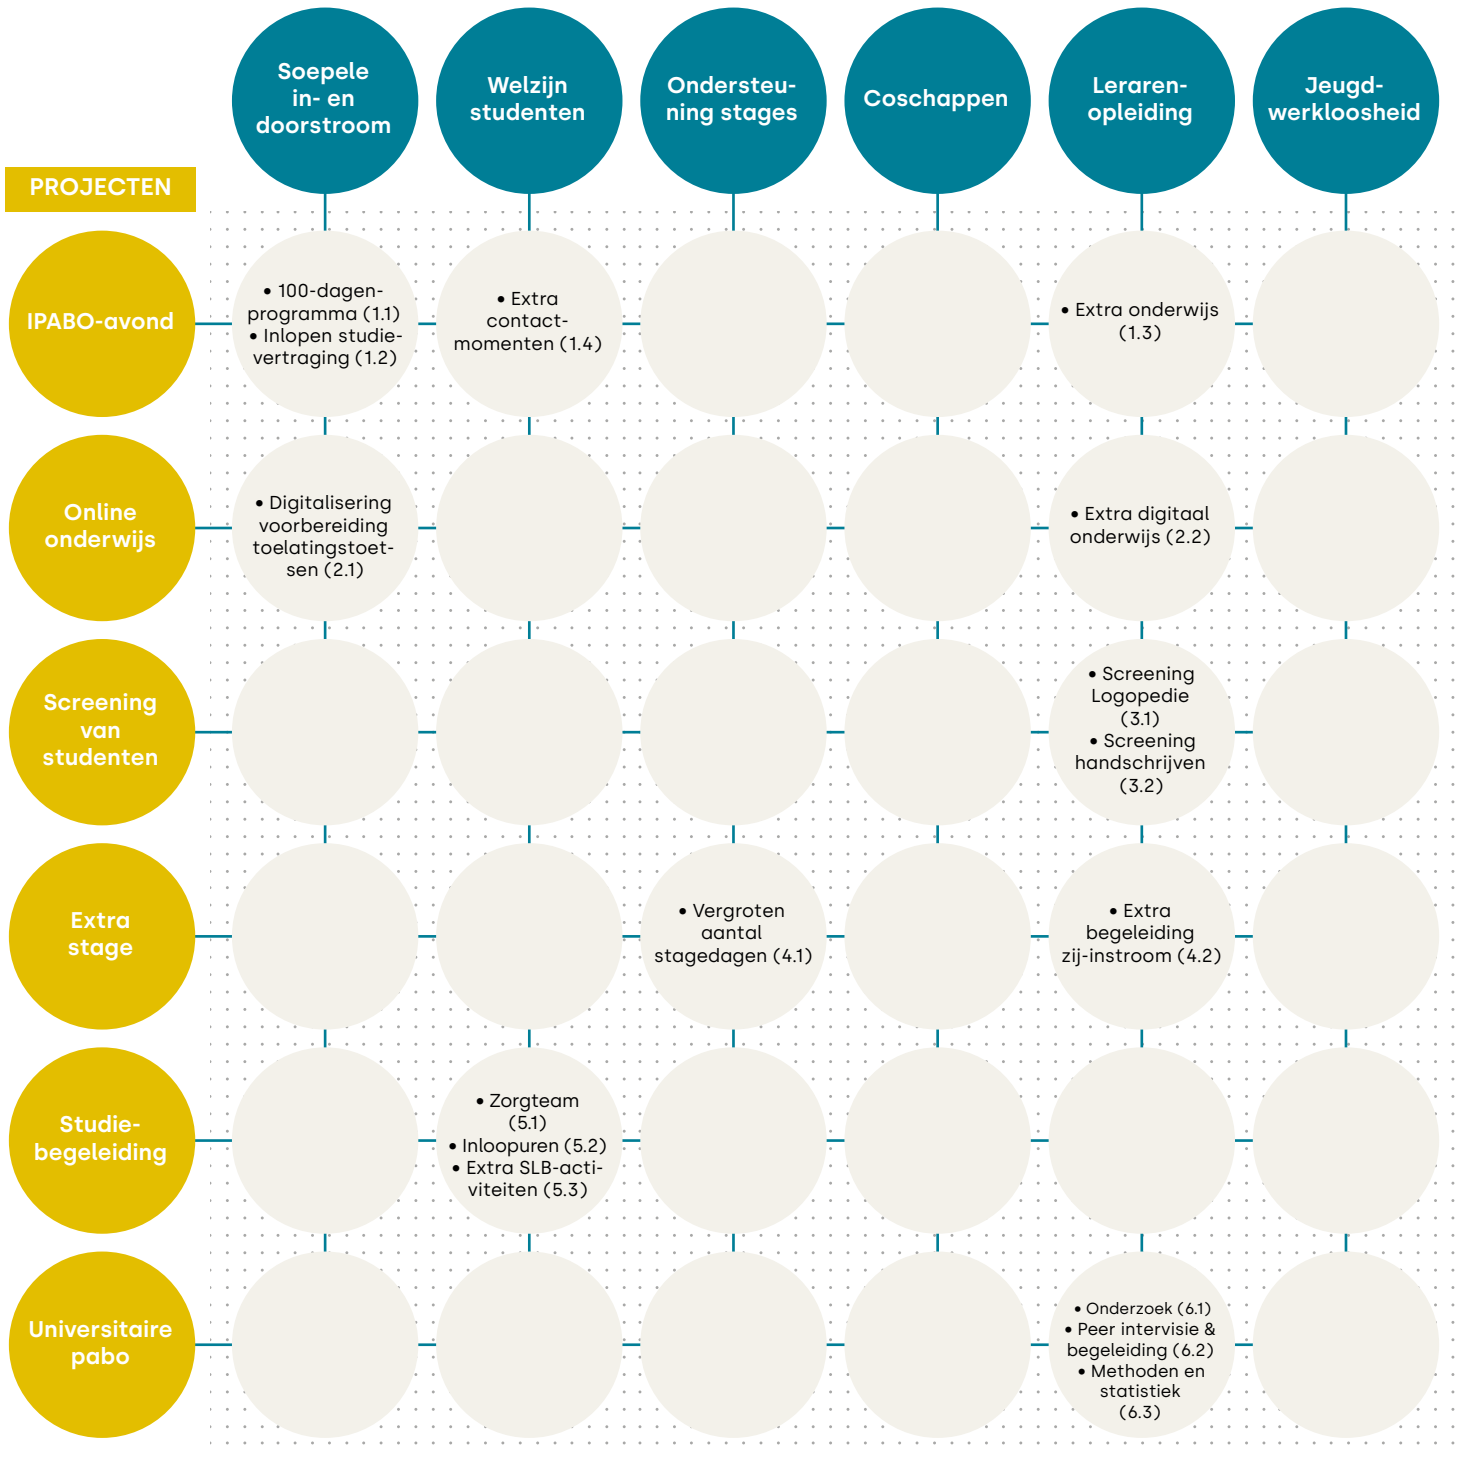 Soepele
in- en
doorstroom
Welzijn
studenten
Ondersteu-
ning stages
Coschappen
Leraren-
opleiding
Jeugd-
werkloosheid
PROJECTEN
IPABO-avond
• 100-dagen-
programma (1.1)
• Inlopen studie-
vertraging (1.2)
• Extra
contact-
momenten (1.4)
• Extra onderwijs
(1.3)
Online
onderwijs
• Digitalisering
voorbereiding
toelatingstoet-
sen (2.1)
• Extra digitaal
onderwijs (2.2)
Screening
van
studenten
• Screening
Logopedie
(3.1)
• Screening
handschrijven
(3.2)
Extra
stage
• Vergroten
aantal
stagedagen (4.1)
• Extra
begeleiding
zij-instroom (4.2)
Studie-
begeleiding
• Zorgteam
(5.1)
• Inloopuren (5.2)
• Extra SLB-acti-
viteiten (5.3)
Universitaire
pabo
• Onderzoek (6.1)
• Peer intervisie &
begeleiding (6.2)
• Methoden en
statistiek
(6.3)